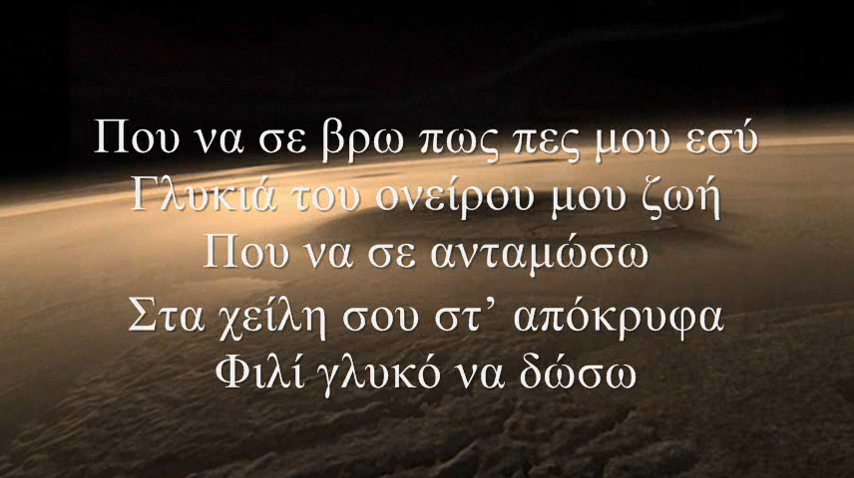 Που να σε βρω πως πες μου εσύ
Γλυκιά του ονείρου μου ζωή
Που να σε ανταμώσω
Στα χείλη σου στ’ απόκρυφα
Φιλί γλυκό να δώσω